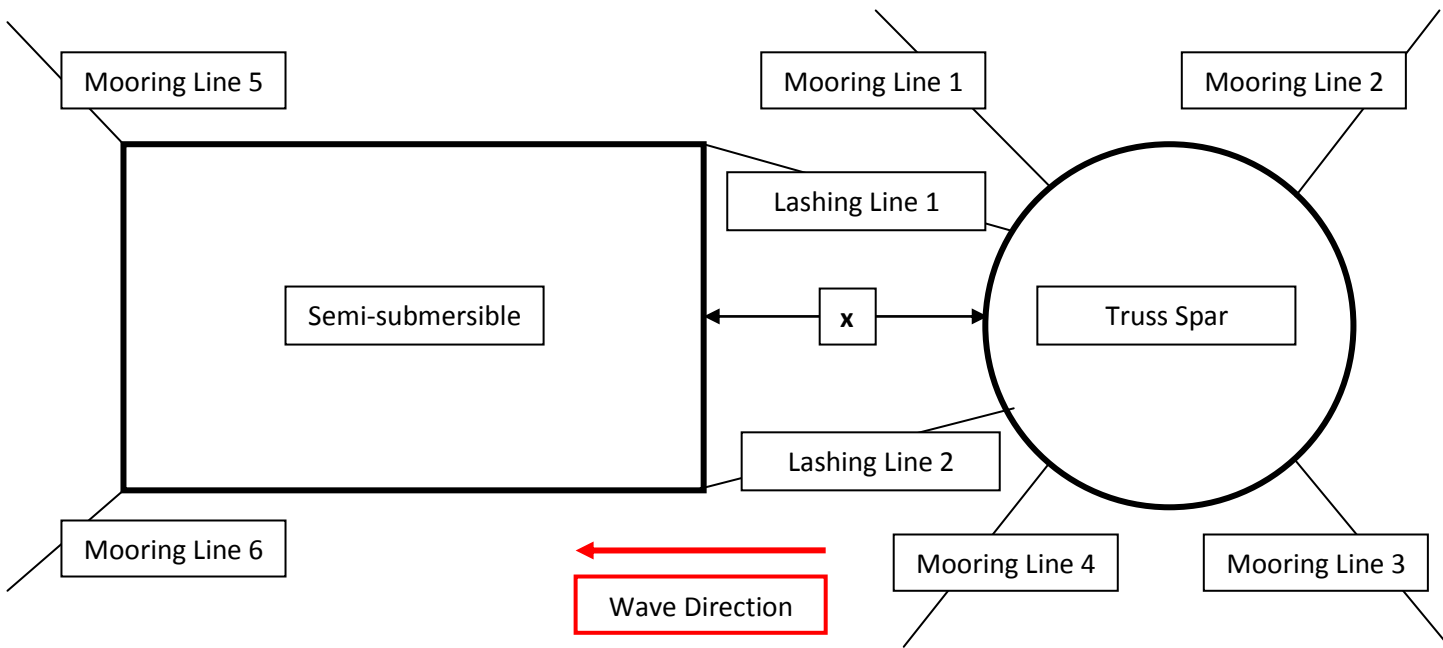 Mooring Line 5
Mooring Line 1
Mooring Line 2
Lashing Line 1
Semi-submersible
x
Truss Spar
Lashing Line 2
Mooring Line 6
Mooring Line 4
Mooring Line 3
Wave Direction